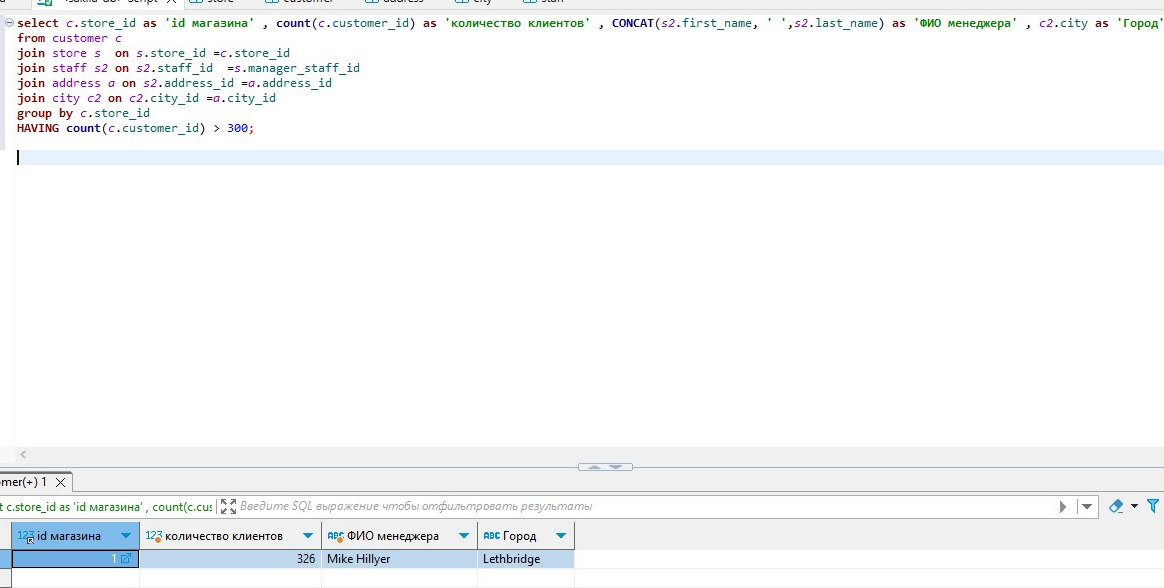 select c.store_id as 'id магазина' , count(c.customer_id) as 'количество клиентов' , CONCAT(s2.first_name, ' ',s2.last_name) as 'ФИО менеджера' , c2.city as 'Город'
from customer c
join store s  on s.store_id =c.store_id
join staff s2 on s2.staff_id  =s.manager_staff_id
join address a on s2.address_id =a.address_id
join city c2 on c2.city_id =a.city_id
group by c.store_id
HAVING count(c.customer_id) > 300;
omer(+) 1
t c.store_id as 'id магазина' , count(c.cus
Введите SQL выражение чтобы отфильтровать результаты
123 id магазина 123 количество клиентов ABC ФИО менеджера ABC Город
1 326 Mike Hillyer Lethbridge